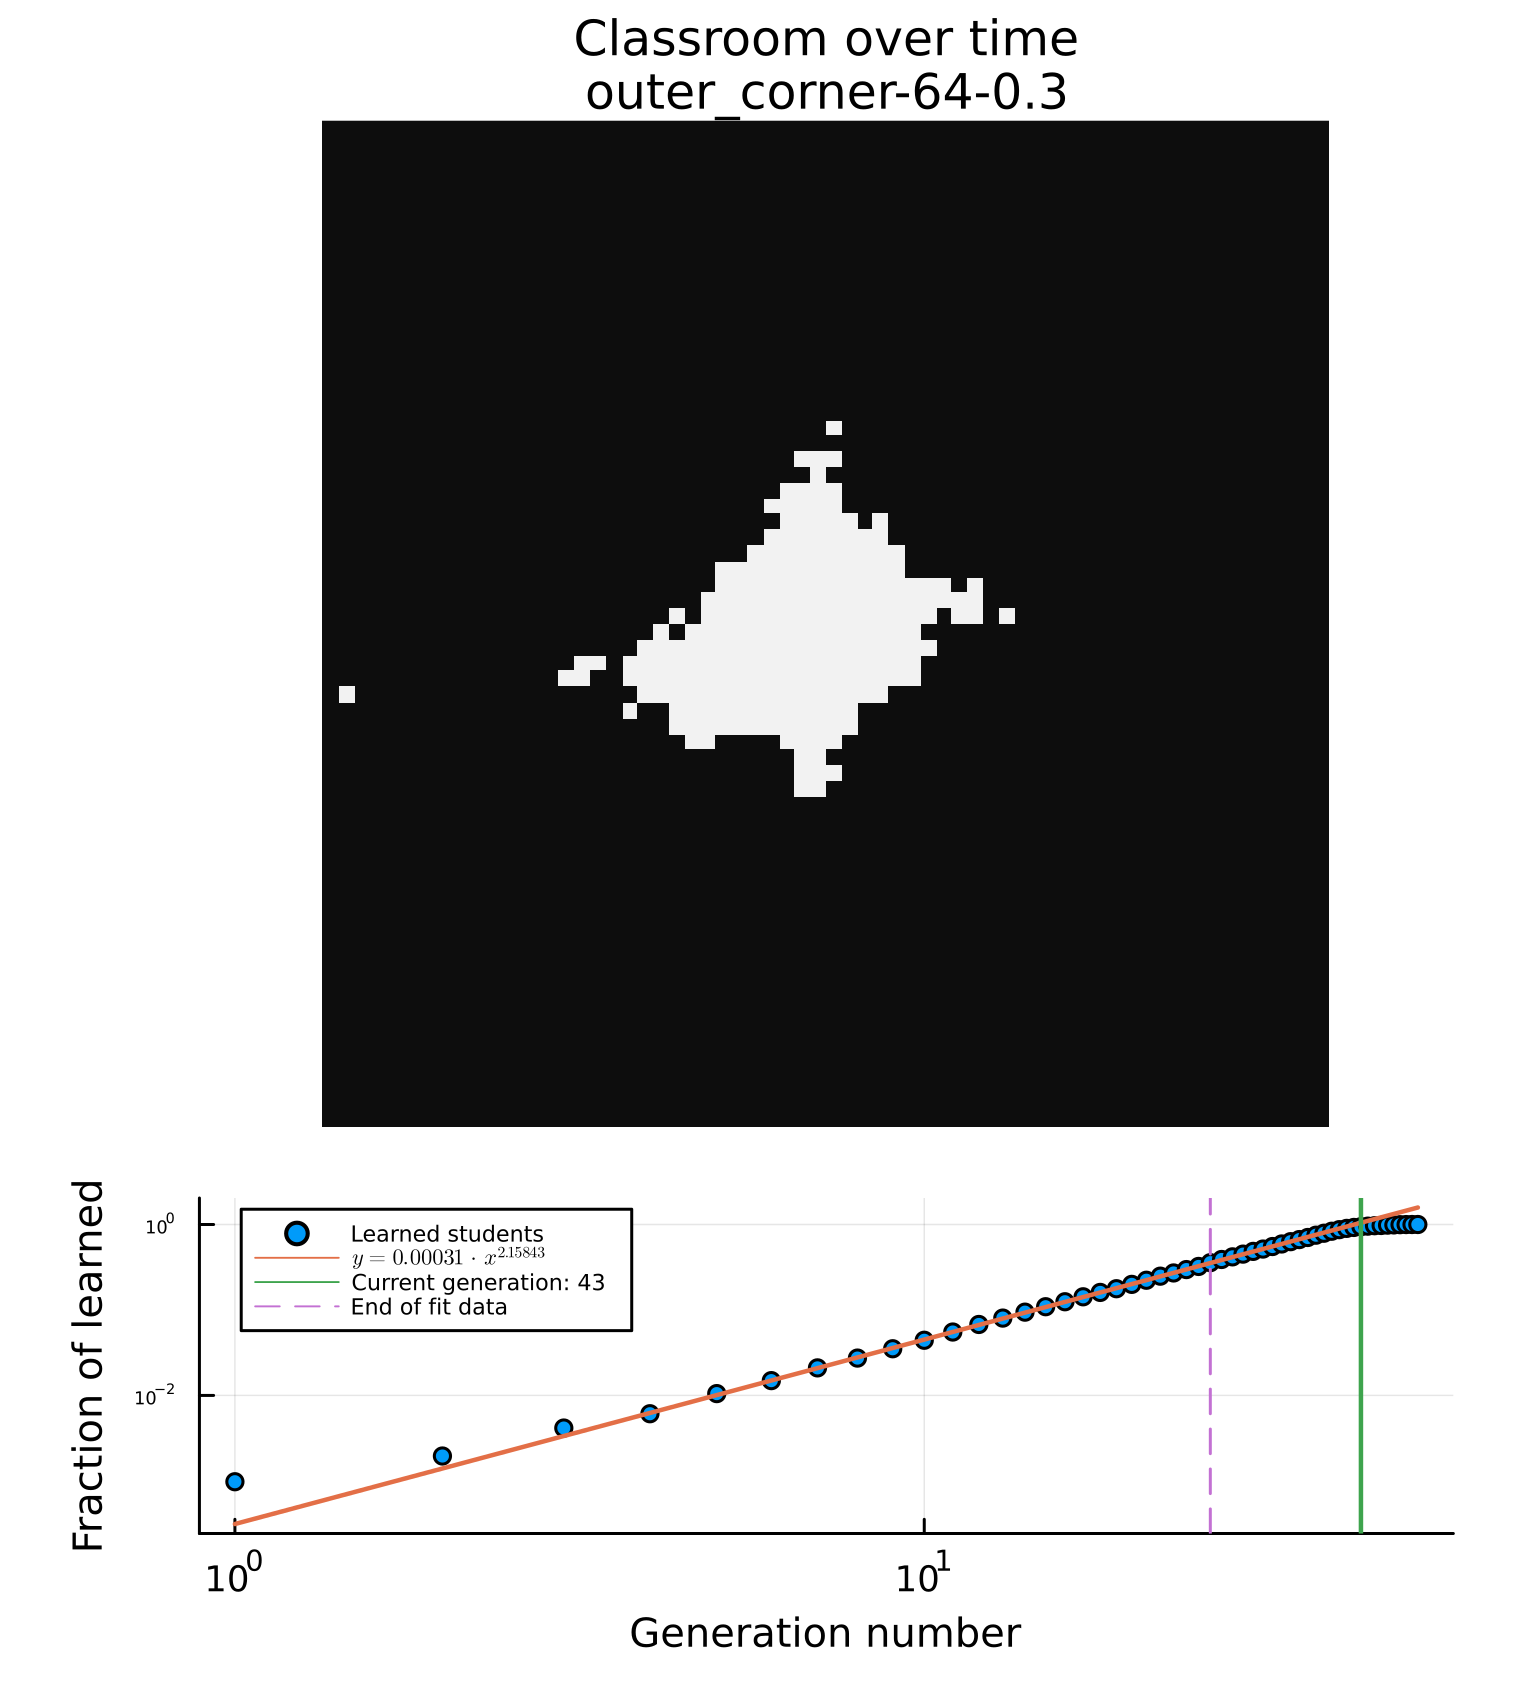 Classroom over time
outer_corner-64-0.3
Fraction of learned
10^0
10^-2
Learned students
y = 0.00031 · x^2.15843
Current generation: 43
End of fit data
10^0
10^1
Generation number